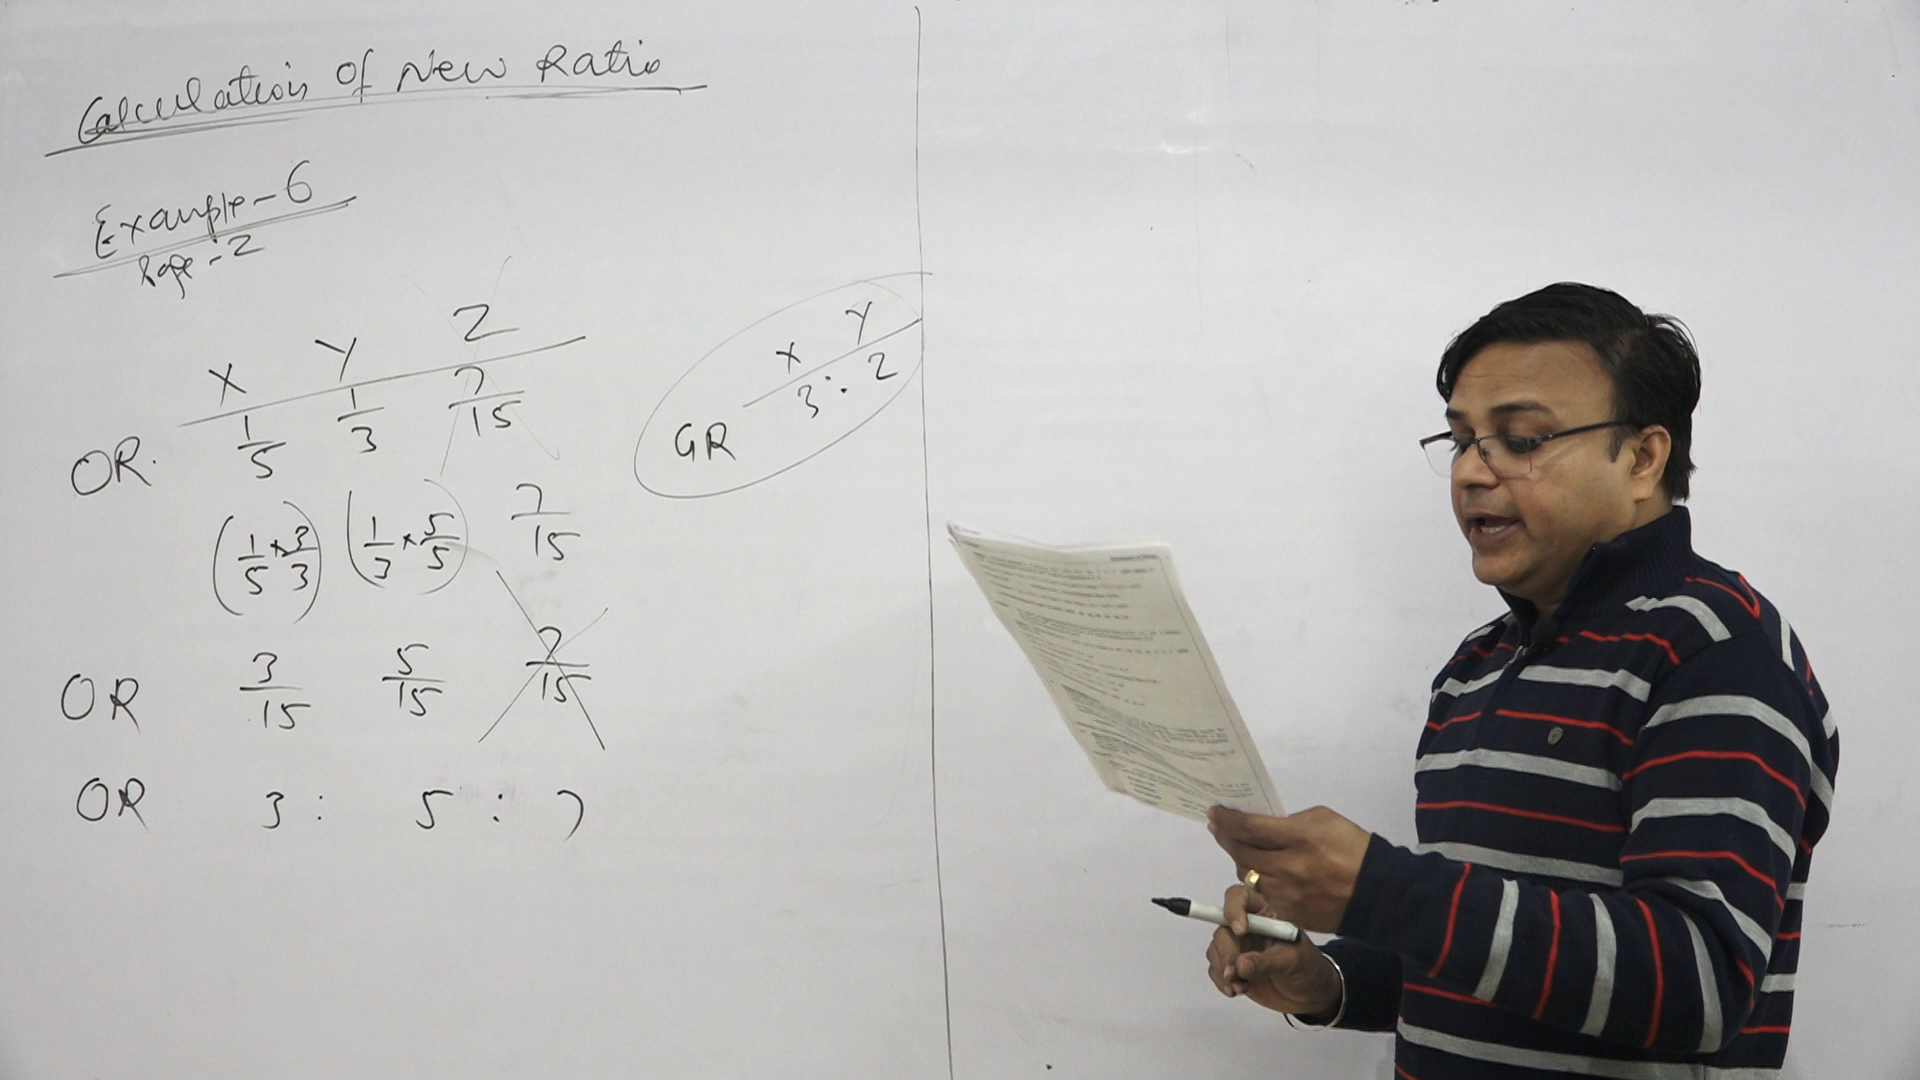 Calculation of New Ratio
Example-6
Page-2
X Y Z
OR. 1/5 1/3 7/15
(1/5 × 3/3) (1/3 × 5/5) 7/15
OR 3/15 5/15 7/15
OR 3 : 5 : 7
X Y
GR 3 : 2